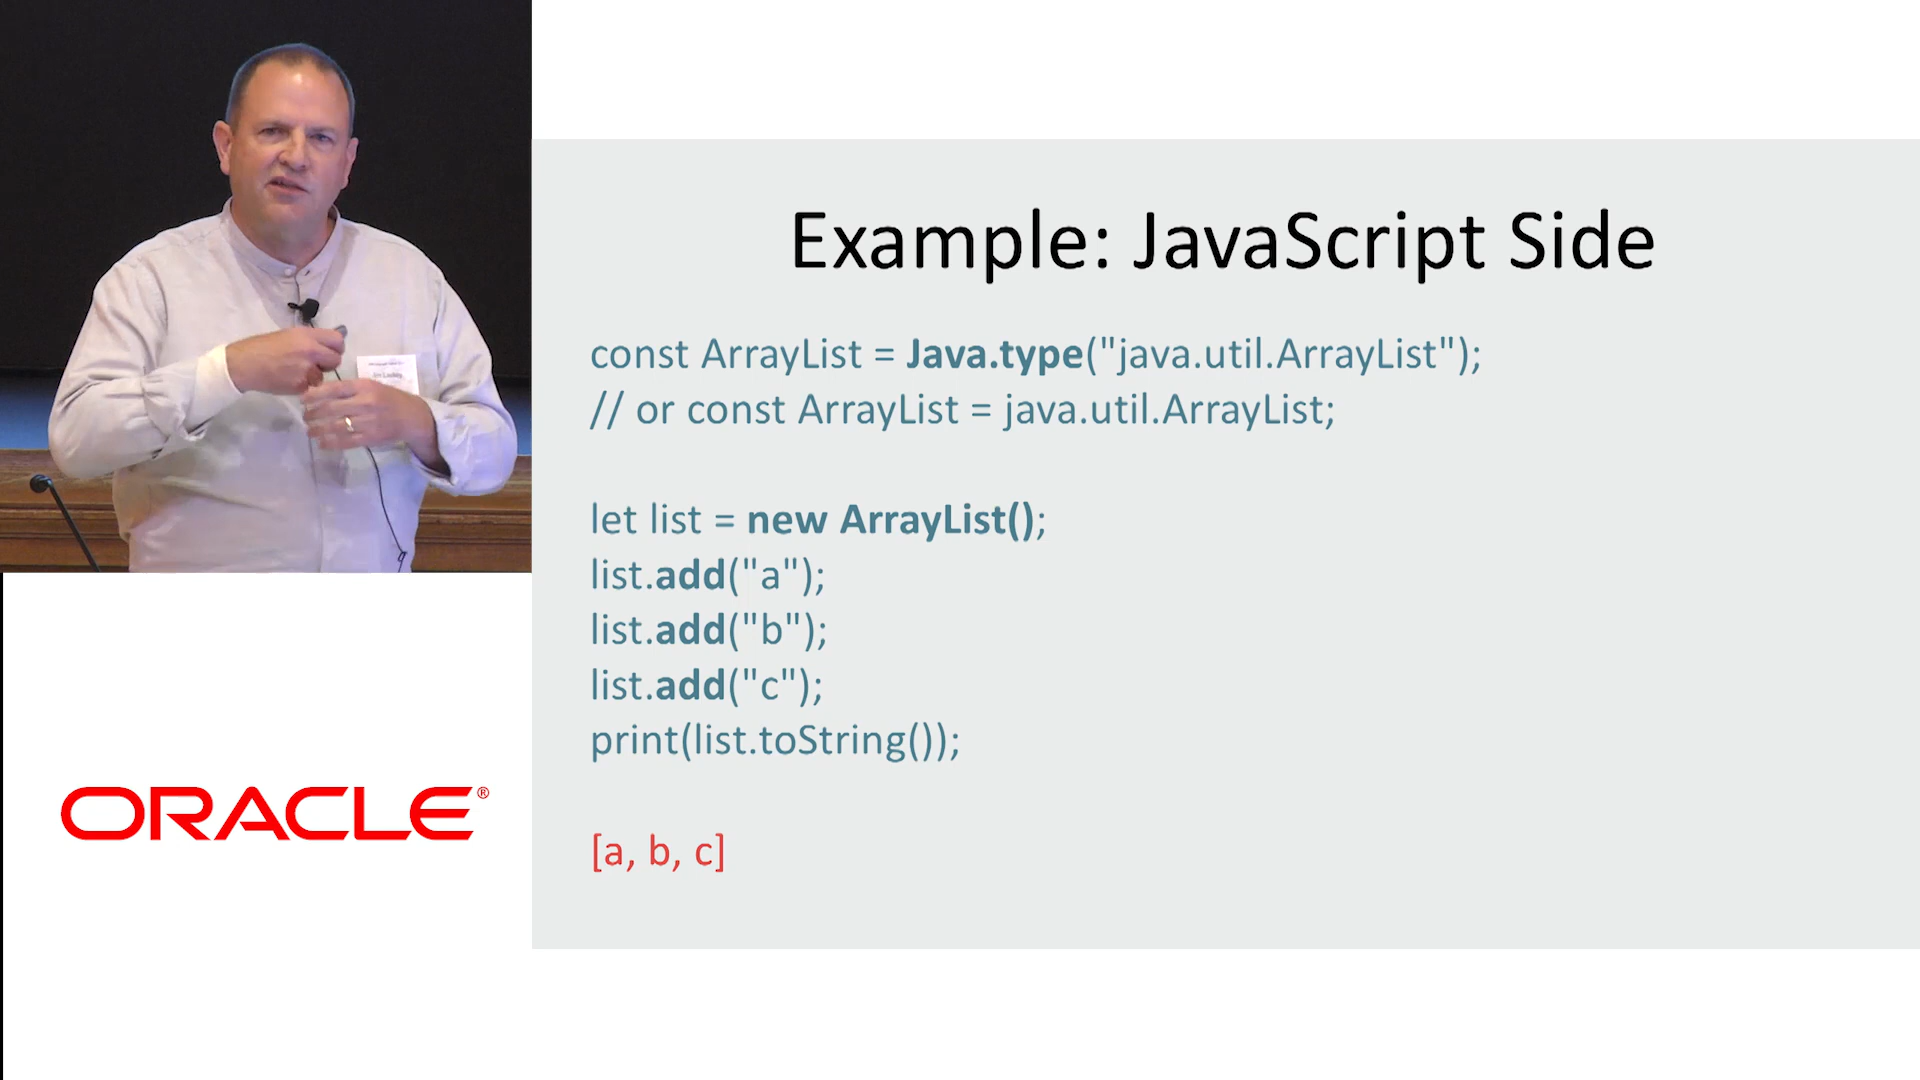 Example: JavaScript Side
const ArrayList = Java.type("java.util.ArrayList");
// or const ArrayList = java.util.ArrayList;
let list = new ArrayList();
list.add("a");
list.add("b");
list.add("c");
print(list.toString());
[a, b, c]
ORACLE®